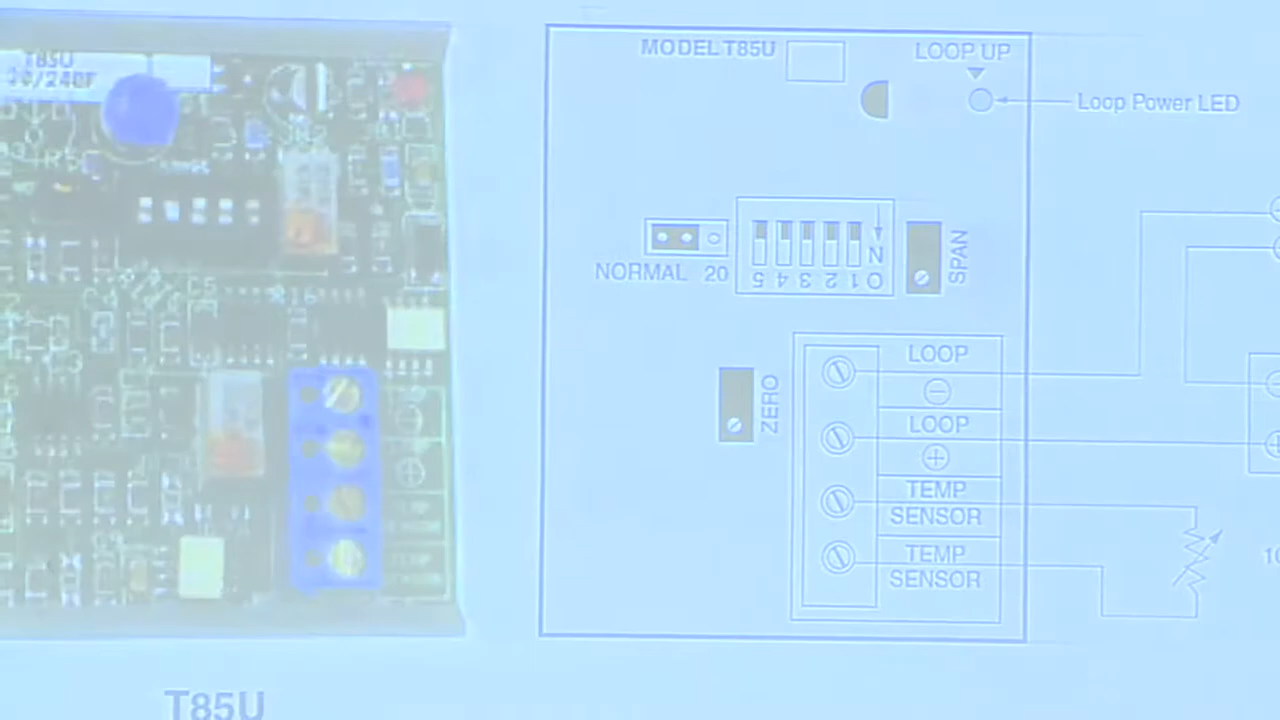 T85U
MODEL T85U
LOOP UP
Loop Power LED
NORMAL 20
5 4 3 2 1 O
N
SPAN
ZERO
LOOP
LOOP
TEMP
SENSOR
TEMP
SENSOR
10
T85U